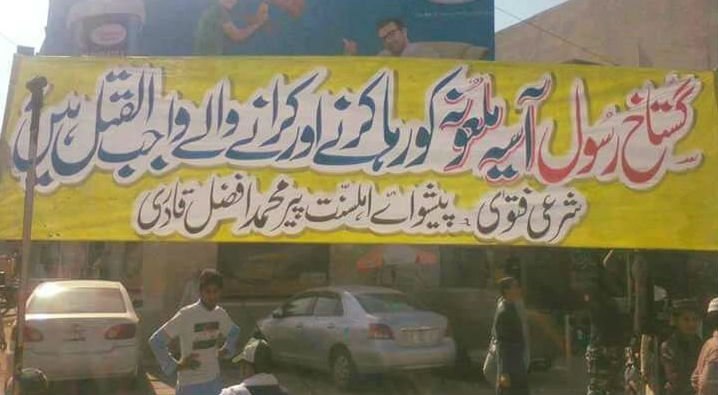 گستاخ رسول آسیہ ملعونہ کو رہا کرنے اور کرانے والے واجب القتل ہیں
شرعی فتویٰ۔ پیشوائے اہلسنت پیر محمد افضل قادری